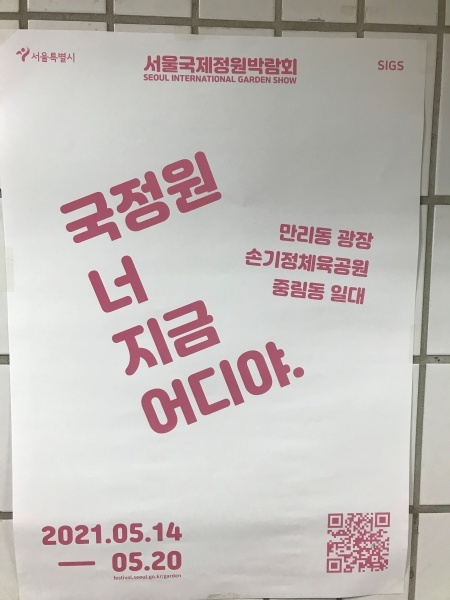 서울특별시
서울국제정원박람회
SEOUL INTERNATIONAL GARDEN SHOW
SIGS
국정원
너
지금
어디야.
만리동 광장
손기정체육공원
중림동 일대
2021.05.14
— 05.20
festival.seoul.go.kr/garden